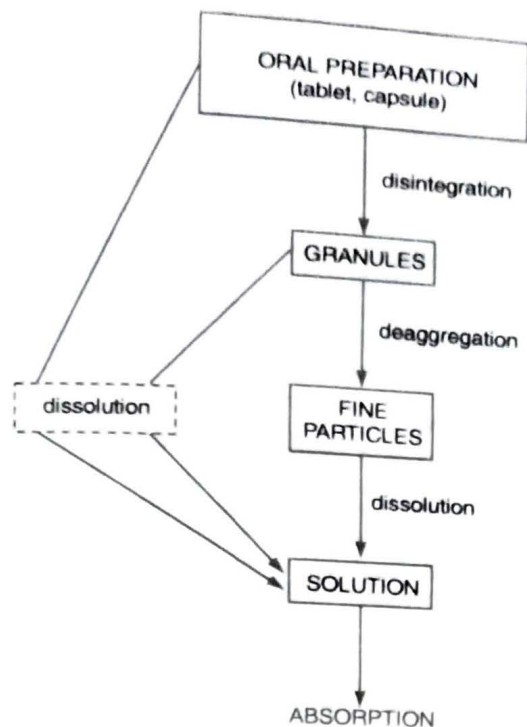 ORAL PREPARATION
(tablet, capsule)
disintegration
GRANULES
deaggregation
dissolution
FINE
PARTICLES
dissolution
SOLUTION
ABSORPTION